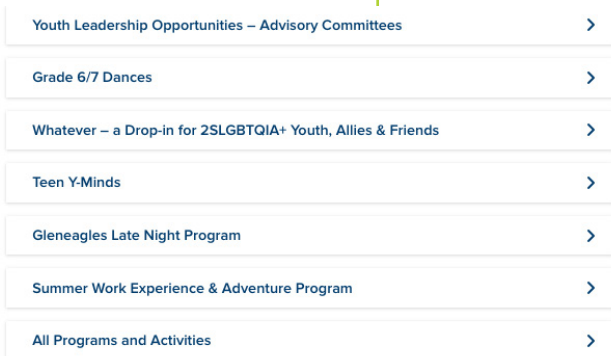 Youth Leadership Opportunities – Advisory Committees
Grade 6/7 Dances
Whatever – a Drop-in for 2SLGBTQIA+ Youth, Allies & Friends
Teen Y-Minds
Gleneagles Late Night Program
Summer Work Experience & Adventure Program
All Programs and Activities